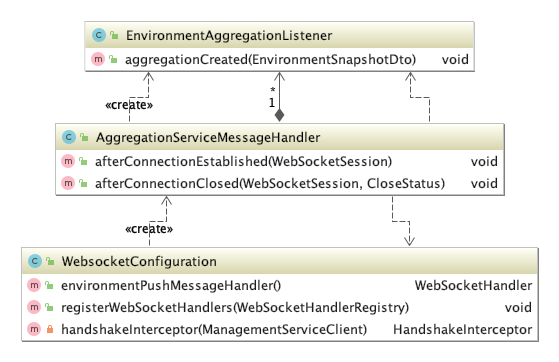 C EnvironmentAggregationListener
m aggregationCreated(EnvironmentSnapshotDto) void
«create»
*
1
C AggregationServiceMessageHandler
m afterConnectionEstablished(WebSocketSession) void
m afterConnectionClosed(WebSocketSession, CloseStatus) void
«create»
C WebsocketConfiguration
m environmentPushMessageHandler() WebSocketHandler
m registerWebSocketHandlers(WebSocketHandlerRegistry) void
m handshakeInterceptor(ManagementServiceClient) HandshakeInterceptor